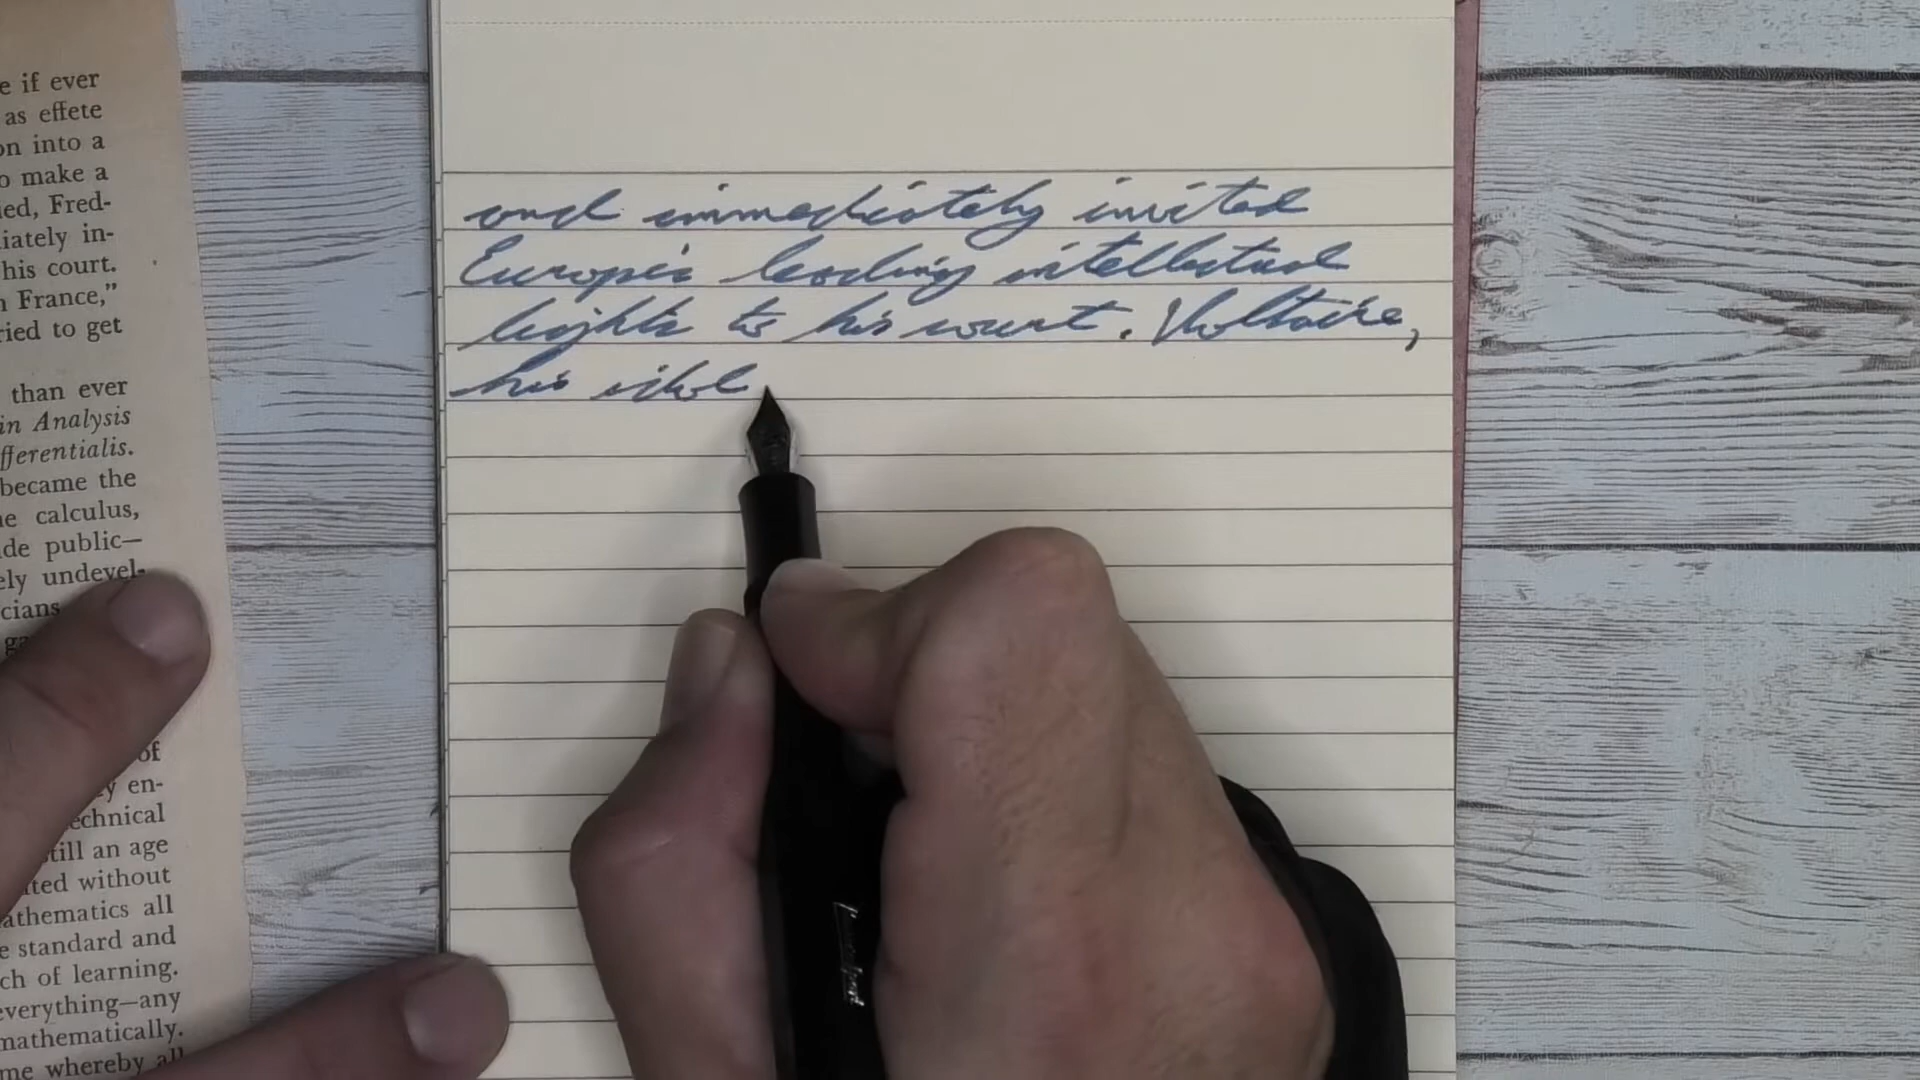 e if ever
as effete
on into a
o make a
ied, Fred-
iately in-
his court.
n France,"
ried to get
than ever
in Analysis
fferentialis.
became the
e calculus,
de public—
ely undevel-
cians
ga
of
y en-
echnical
still an age
ted without
athematics all
e standard and
ch of learning.
everything—any
mathematically.
me whereby all
and immediately invited
Europe's leading intellectual
lights to his court. Voltaire,
his idol